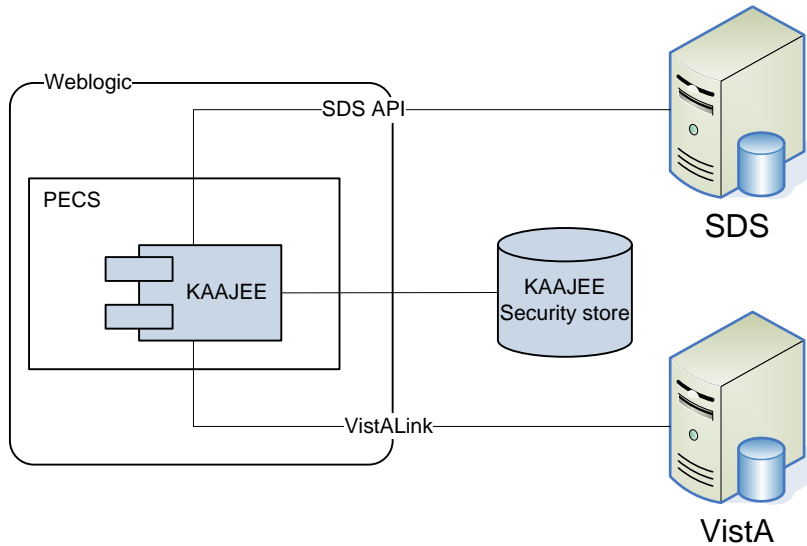 Weblogic
SDS API
SDS
PECS
KAAJEE
KAAJEE
Security store
VistALink
VistA